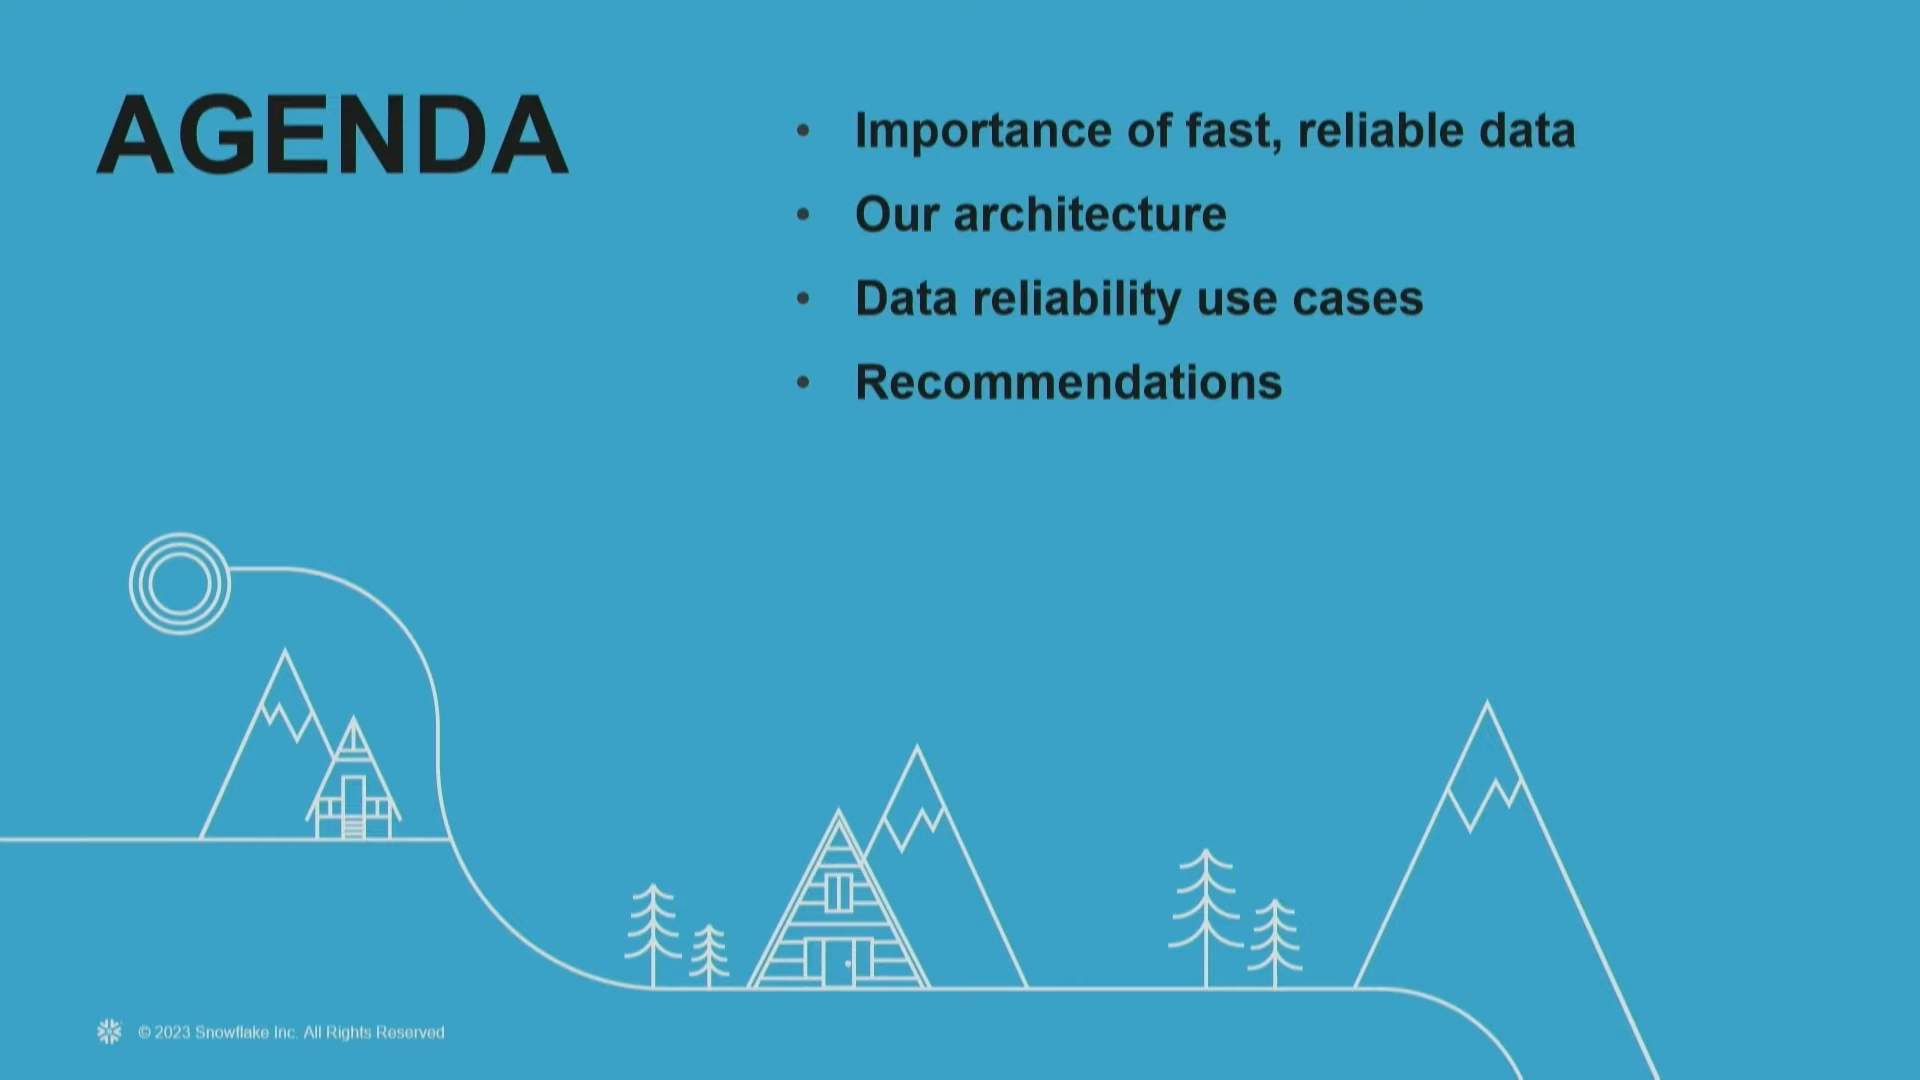 AGENDA
• Importance of fast, reliable data
• Our architecture
• Data reliability use cases
• Recommendations
© 2023 Snowflake Inc. All Rights Reserved